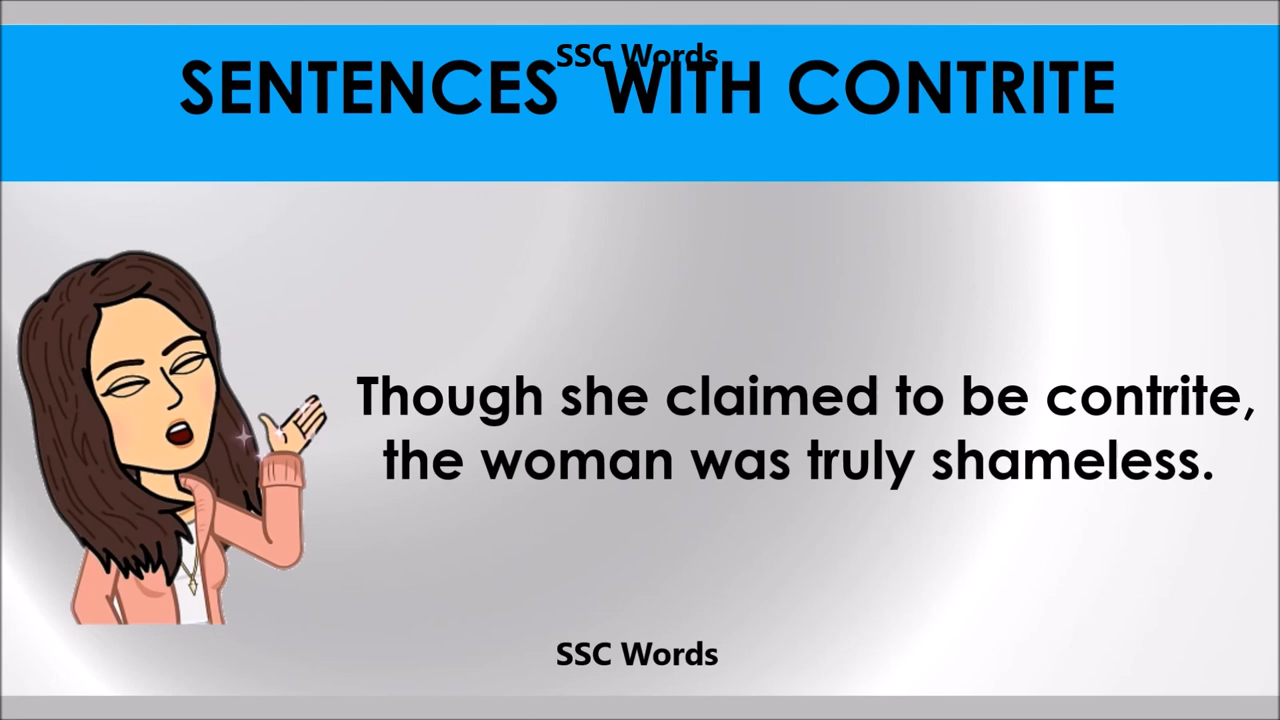 SSC Words
SENTENCES WITH CONTRITE
Though she claimed to be contrite,
the woman was truly shameless.
SSC Words